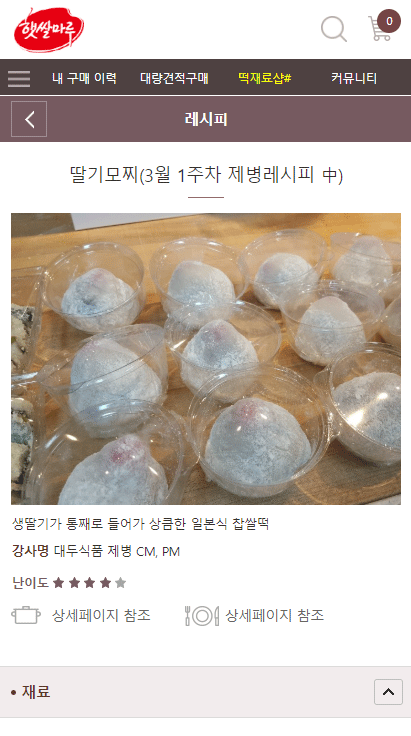 햇쌀마루
0
내 구매 이력 대량견적구매 떡재료샵# 커뮤니티
레시피
딸기모찌(3월 1주차 제병레시피 中)
생딸기가 통째로 들어가 상큼한 일본식 찹쌀떡
강사명 대두식품 제병 CM, PM
난이도
상세페이지 참조 상세페이지 참조
• 재료